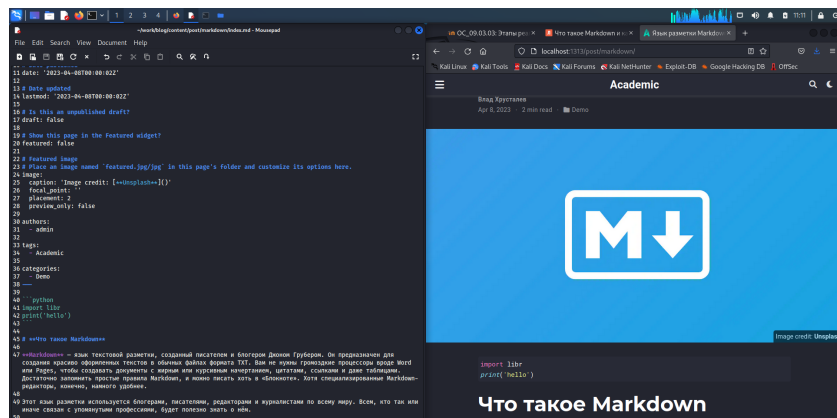 1 2 3 4
11:11
~/work/blog/content/post/markdown/index.md - Mousepad
File Edit Search View Document Help
11 date: '2023-04-08T00:00:02Z'
12
13 # Date updated
14 lastmod: '2023-04-08T00:00:02Z'
15
16 # Is this an unpublished draft?
17 draft: false
18
19 # Show this page in the Featured widget?
20 featured: false
21
22 # Featured image
23 # Place an image named `featured.jpg/jpg` in this page's folder and customize its options here.
24 image:
25 caption: 'Image credit: [**Unsplash**]()'
26 focal_point: ''
27 placement: 2
28 preview_only: false
29
30 authors:
31 - admin
32
33 tags:
34 - Academic
35
36 categories:
37 - Demo
38 ---
39
40 ```python
41 import libr
42 print('hello')
43 ```
44
45 # **Что такое Markdown**
46
47 **Markdown** — язык текстовой разметки, созданный писателем и блогером Джоном Грубером. Он предназначен для
создания красиво оформленных текстов в обычных файлах формата TXT. Вам не нужны громоздкие процессоры вроде Word
или Pages, чтобы создавать документы с жирным или курсивным начертанием, цитатами, ссылками и даже таблицами.
Достаточно запомнить простые правила Markdown, и можно писать хоть в «Блокноте». Хотя специализированные Markdown-
редакторы, конечно, намного удобнее.
48
49 Этот язык разметки используется блогерами, писателями, редакторами и журналистами по всему миру. Всем, кто так или
иначе связан с упомянутыми профессиями, будет полезно знать о нём.
50
ОС_09.03.03: Этапы реа
Что такое Markdown и ка
Язык разметки Markdow
localhost:1313/post/markdown/
Kali Linux Kali Tools Kali Docs Kali Forums Kali NetHunter Exploit-DB Google Hacking DB OffSec
Academic
Влад Хрусталев
Apr 8, 2023 · 2 min read · Demo
M
Image credit: Unsplas
import libr
print('hello')
Что такое Markdown